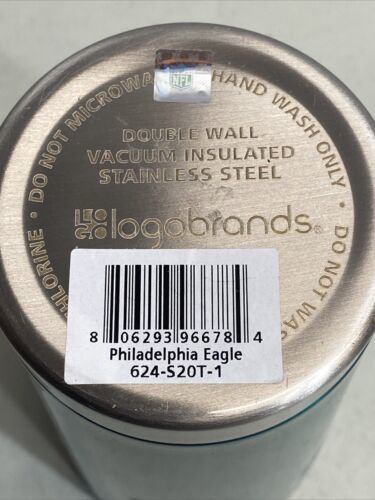 NFL
DO NOT MICROWA
HAND WASH ONLY • DO NOT WAS
CHLORINE •
DOUBLE WALL
VACUUM INSULATED
STAINLESS STEEL
logobrands®
8 06293 96678 4
Philadelphia Eagle
624-S20T-1